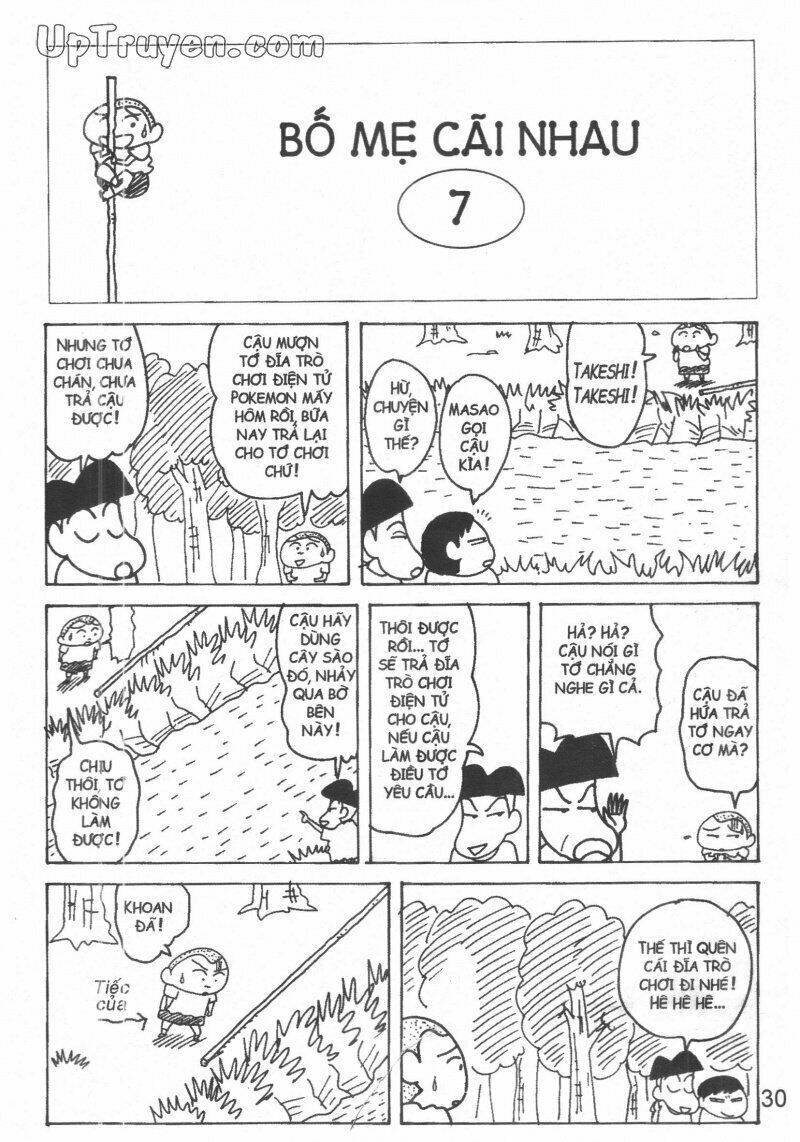 UpTruyen.com
BỐ MẸ CÃI NHAU
7
TAKESHI!
TAKESHI!
MASAO
GỌI
CẬU
KÌA!
HỪ,
CHUYỆN
GÌ
THẾ?
CẬU MƯỢN
TỚ ĐĨA TRÒ
CHƠI ĐIỆN TỬ
POKEMON MẤY
HÔM RỒI, BỮA
NAY TRẢ LẠI
CHO TỚ CHƠI
CHỨ!
NHƯNG TỚ
CHƠI CHƯA
CHÁN, CHƯA
TRẢ CẬU
ĐƯỢC!
CẬU ĐÃ
HỨA TRẢ
TỚ NGAY
CƠ MÀ?
HẢ? HẢ?
CẬU NÓI GÌ
TỚ CHẲNG
NGHE GÌ CẢ.
THÔI ĐƯỢC
RỒI... TỚ
SẼ TRẢ ĐĨA
TRÒ CHƠI
ĐIỆN TỬ
CHO CẬU,
NẾU CẬU
LÀM ĐƯỢC
ĐIỀU TỚ
YÊU CẦU...
CẬU HÃY
DÙNG
CÂY SÀO
ĐÓ, NHẢY
QUA BỜ
BÊN
NÀY!
CHỊU
THÔI, TỚ
KHÔNG
LÀM
ĐƯỢC!
THẾ THÌ QUÊN
CÁI ĐĨA TRÒ
CHƠI ĐI NHÉ!
HÊ HÊ HÊ...
KHOAN
ĐÃ!
Tiếc
của
30